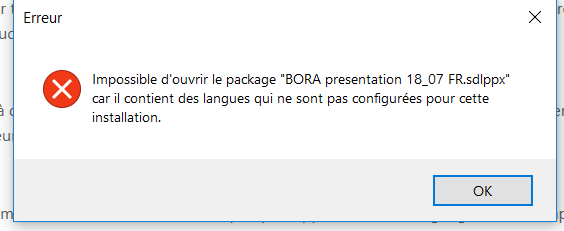 Erreur
Impossible d'ouvrir le package "BORA presentation 18_07 FR.sdlppx"
car il contient des langues qui ne sont pas configurées pour cette
installation.
OK